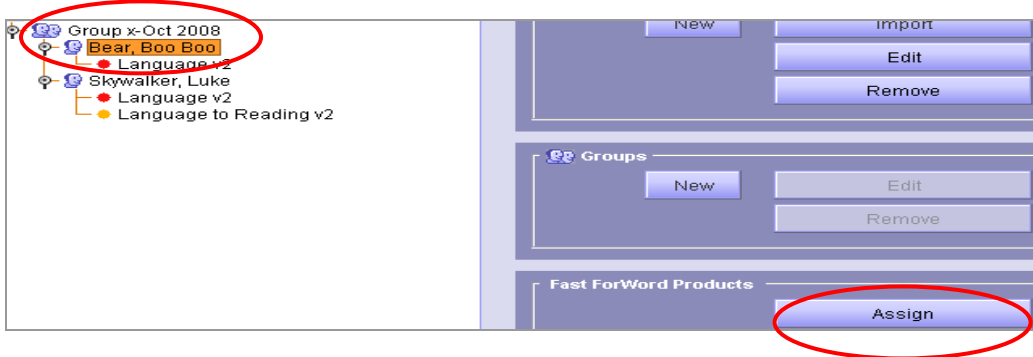 Group x-Oct 2008
Bear, Boo Boo
Language v2
Skywalker, Luke
Language v2
Language to Reading v2
New
Import
Edit
Remove
Groups
New
Edit
Remove
Fast ForWord Products
Assign